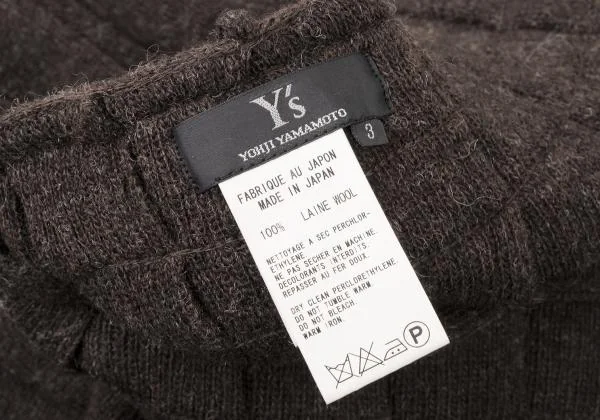 Y's
YOHJI YAMAMOTO
3
FABRIQUE AU JAPON
MADE IN JAPAN
100% LAINE WOOL
NETTOYAGE A SEC PERCHLOR-
ETHYLENE.
NE PAS SECHER EN MACHINE.
DECOLORANTS INTERDITS.
REPASSER AU FER DOUX.
DRY CLEAN PERCLORETHYLENE.
DO NOT TUMBLE WARM.
DO NOT BLEACH.
WARM IRON.
P